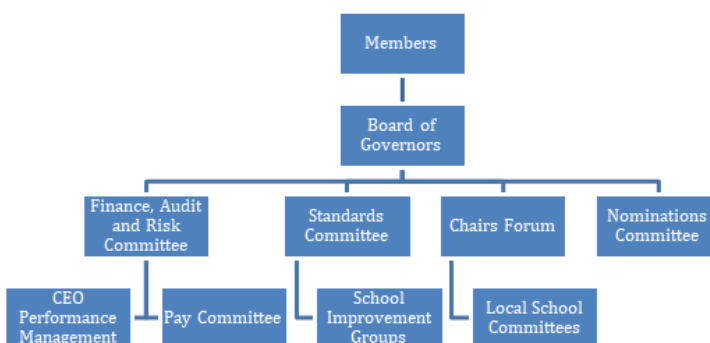 Members
Board of
Governors
Finance, Audit
and Risk
Committee
Standards
Committee
Chairs Forum
Nominations
Committee
CEO
Performance
Management
Pay Committee
School
Improvement
Groups
Local School
Committees